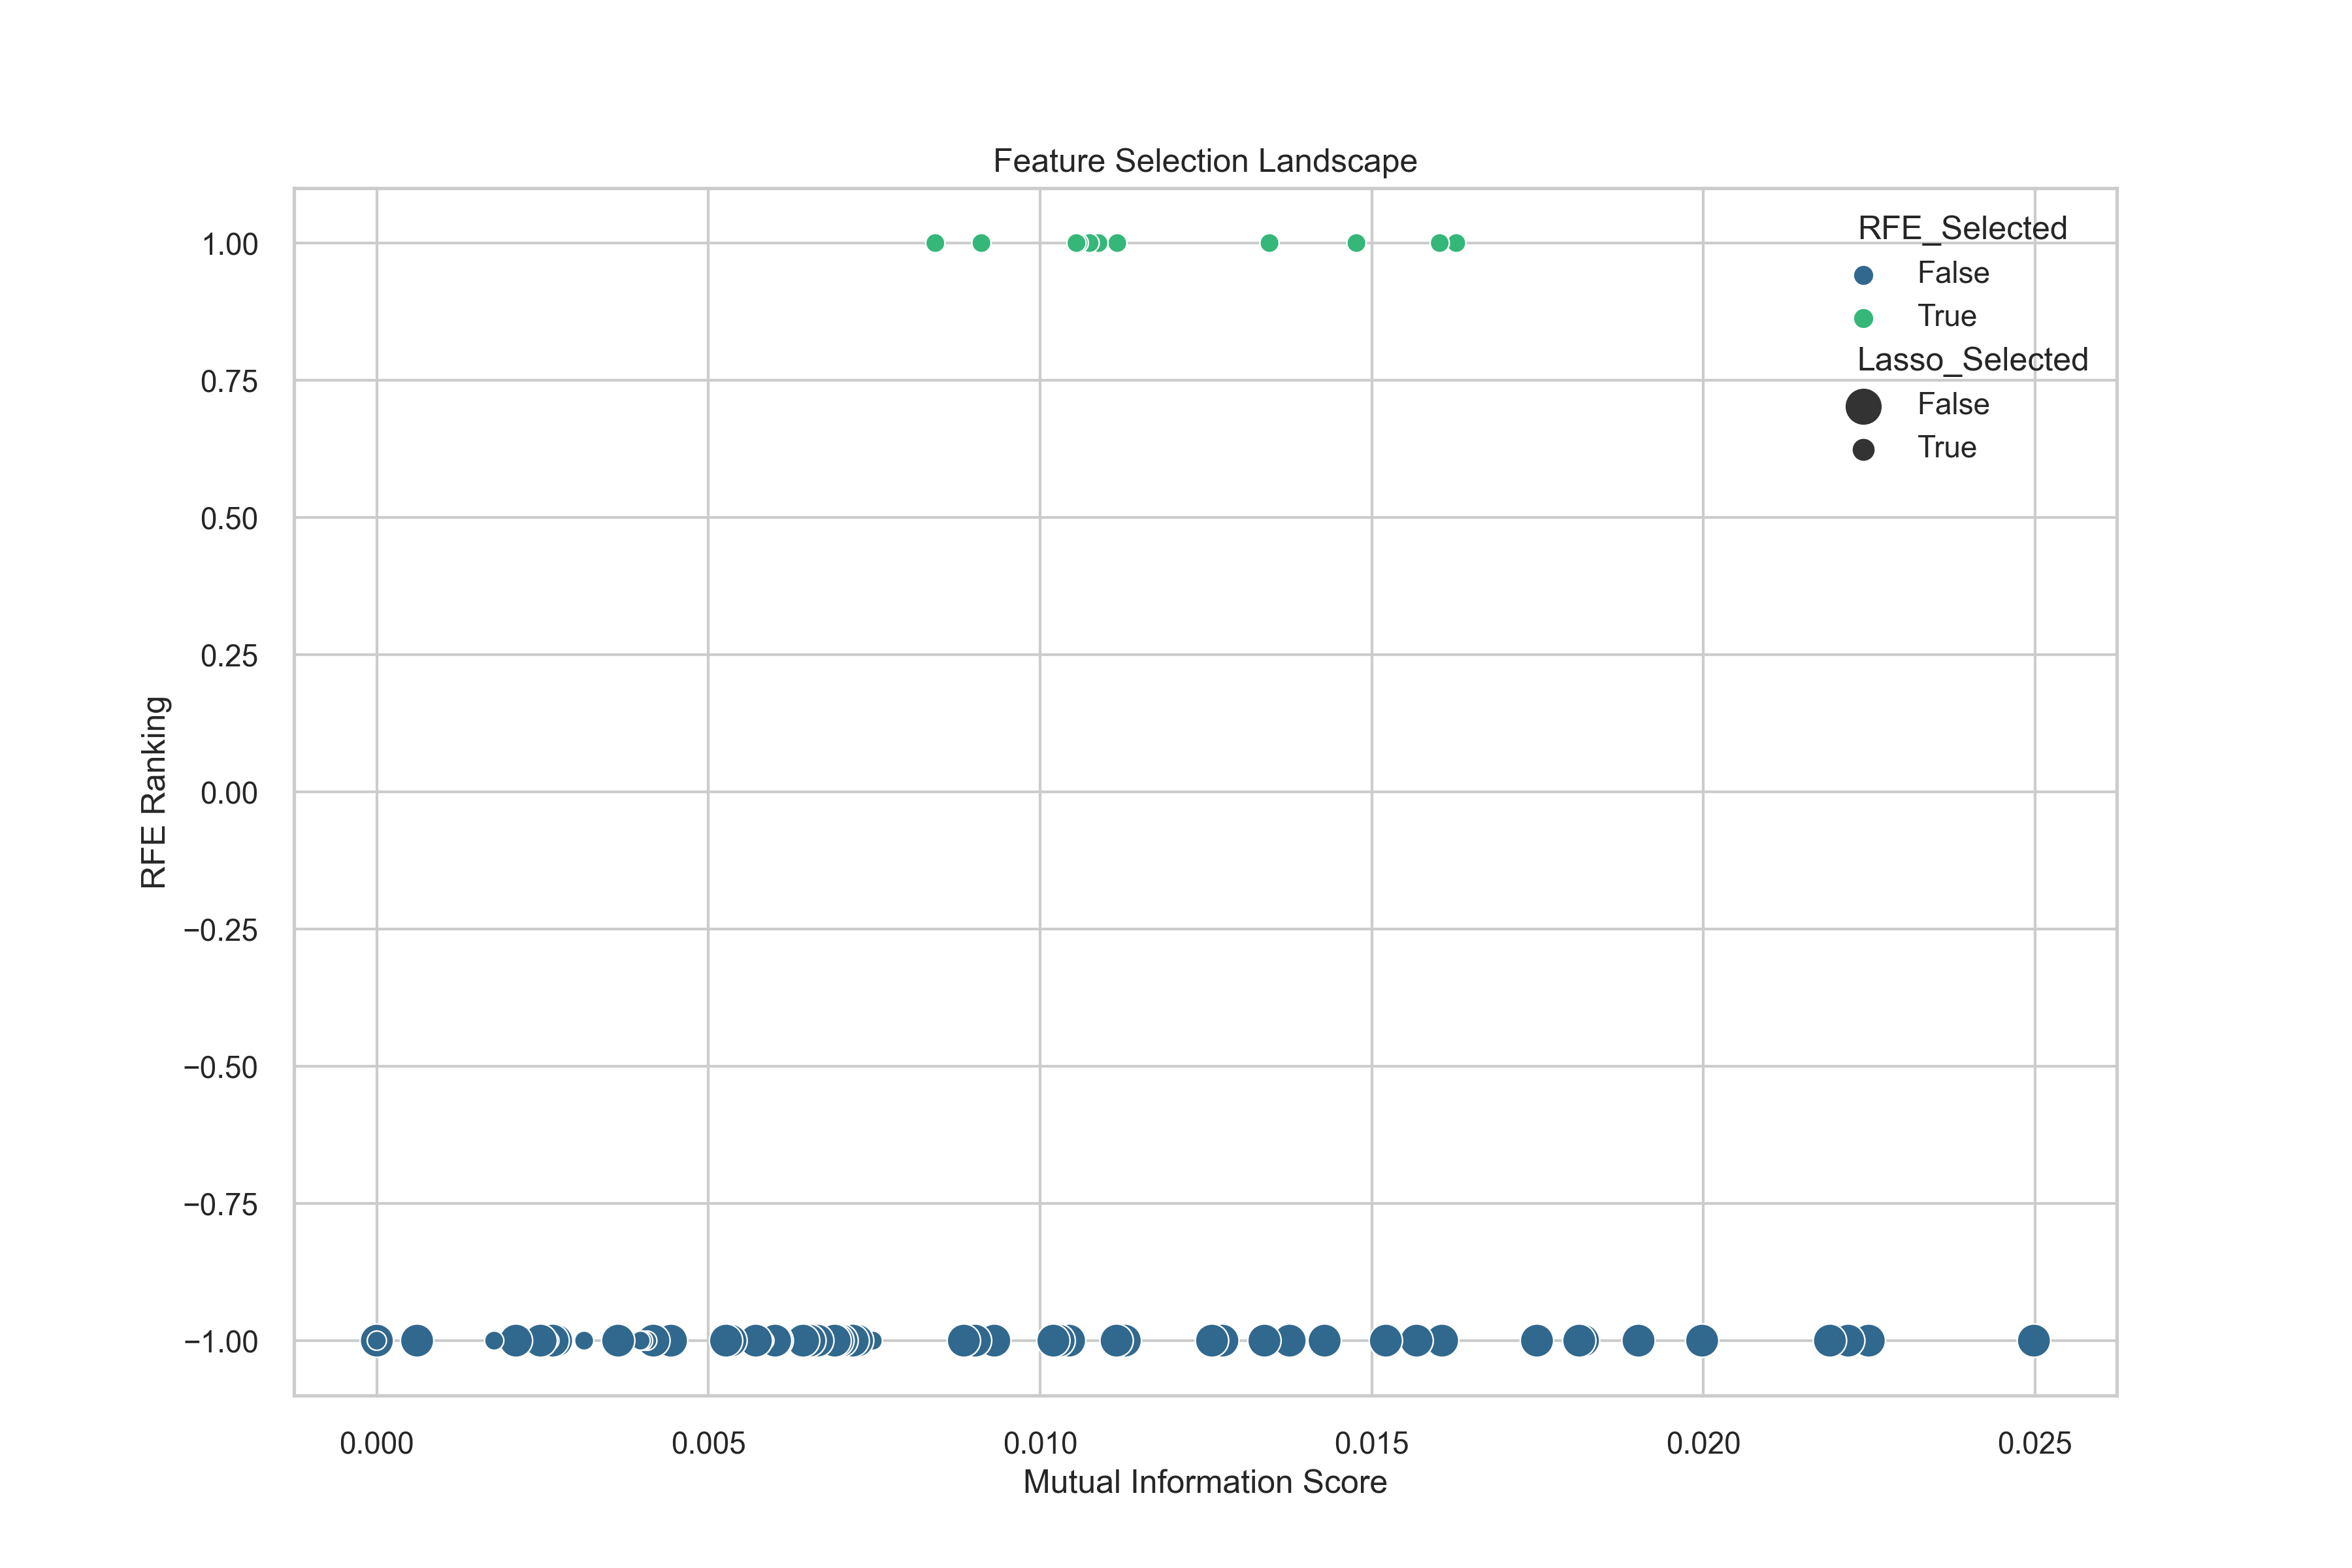 Feature Selection Landscape
RFE_Selected
False
True
Lasso_Selected
False
True
1.00
0.75
0.50
0.25
0.00
−0.25
−0.50
−0.75
−1.00
RFE Ranking
0.000 0.005 0.010 0.015 0.020 0.025
Mutual Information Score